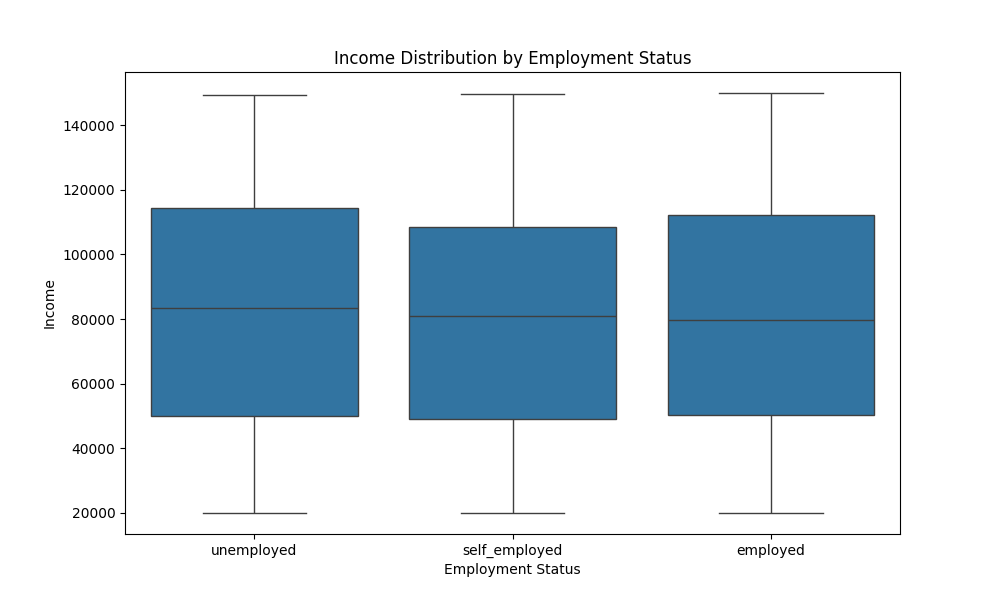 Income Distribution by Employment Status
140000
120000
100000
80000
60000
40000
20000
Income
unemployed self_employed employed
Employment Status